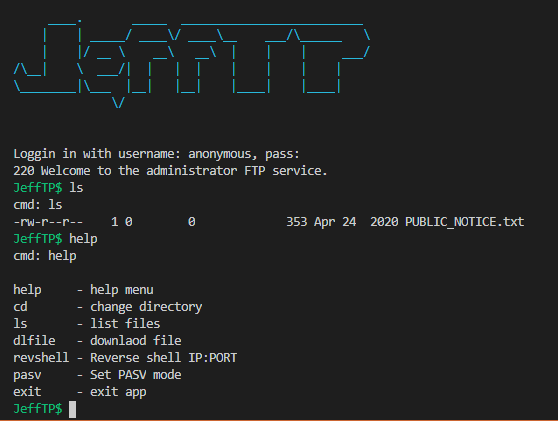 JeffTP
Loggin in with username: anonymous, pass:
220 Welcome to the administrator FTP service.
JeffTP$ ls
cmd: ls
-rw-r--r--    1 0        0             353 Apr 24  2020 PUBLIC_NOTICE.txt
JeffTP$ help
cmd: help
help     - help menu
cd       - change directory
ls       - list files
dlfile   - downlaod file
revshell - Reverse shell IP:PORT
pasv     - Set PASV mode
exit     - exit app
JeffTP$